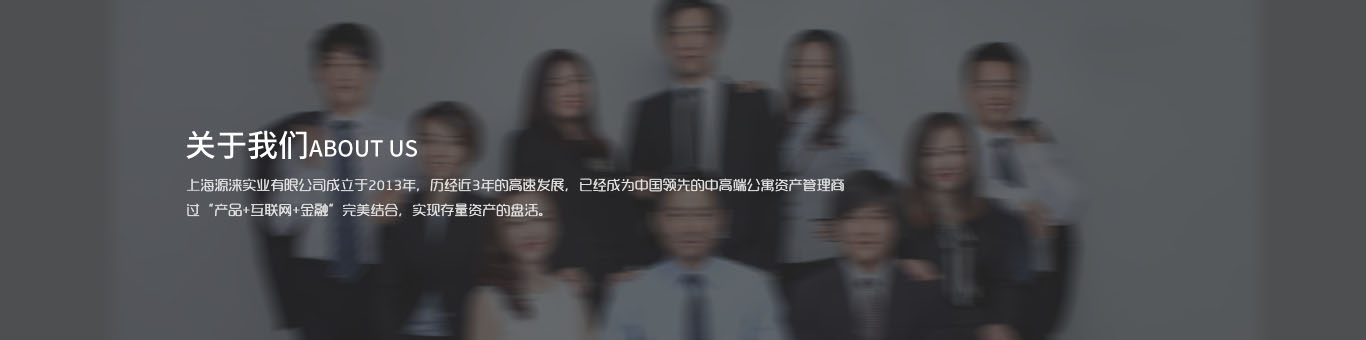 关于我们ABOUT US
上海源涞实业有限公司成立于2013年，历经近3年的高速发展，已经成为中国领先的中高端公寓资产管理商
过“产品+互联网+金融”完美结合，实现存量资产的盘活。